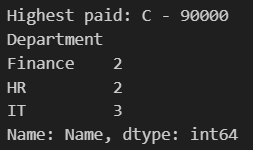 Highest paid: C - 90000
Department
Finance    2
HR         2
IT         3
Name: Name, dtype: int64